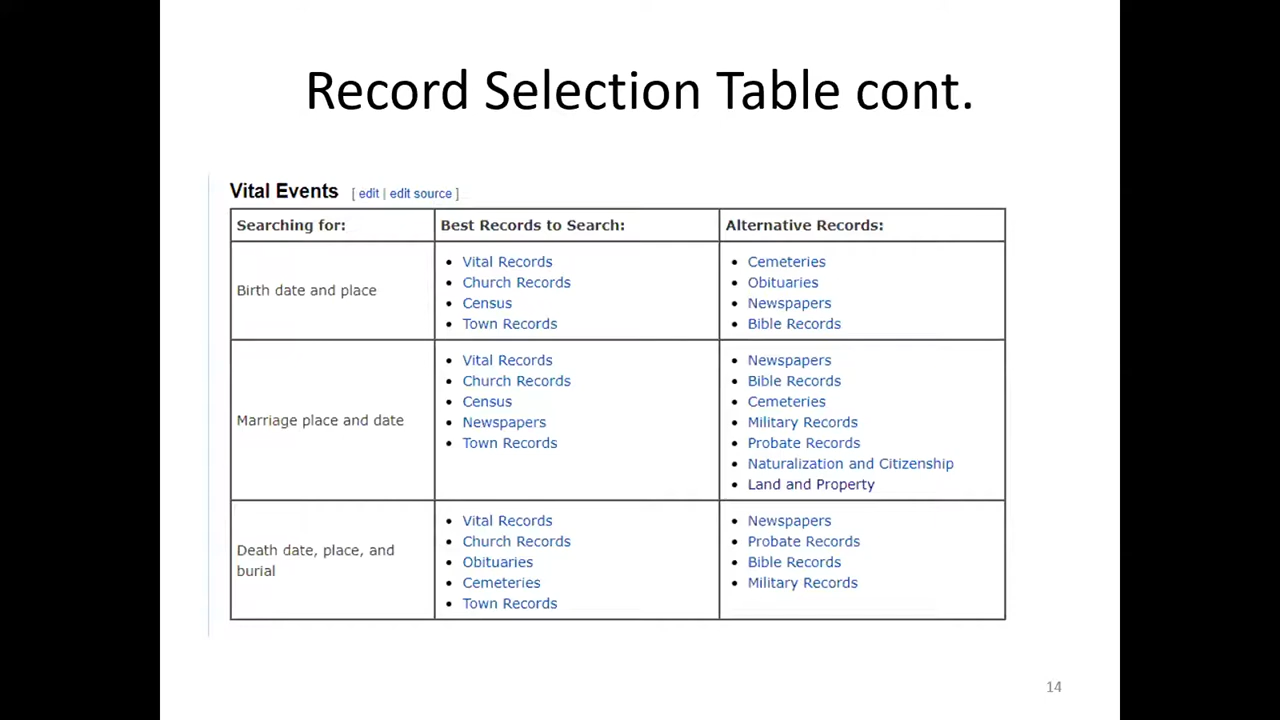 Record Selection Table cont.
Vital Events [ edit | edit source ]
Searching for:
Best Records to Search:
Alternative Records:
Birth date and place
Vital Records
Church Records
Census
Town Records
Cemeteries
Obituaries
Newspapers
Bible Records
Marriage place and date
Vital Records
Church Records
Census
Newspapers
Town Records
Newspapers
Bible Records
Cemeteries
Military Records
Probate Records
Naturalization and Citizenship
Land and Property
Death date, place, and
burial
Vital Records
Church Records
Obituaries
Cemeteries
Town Records
Newspapers
Probate Records
Bible Records
Military Records
14